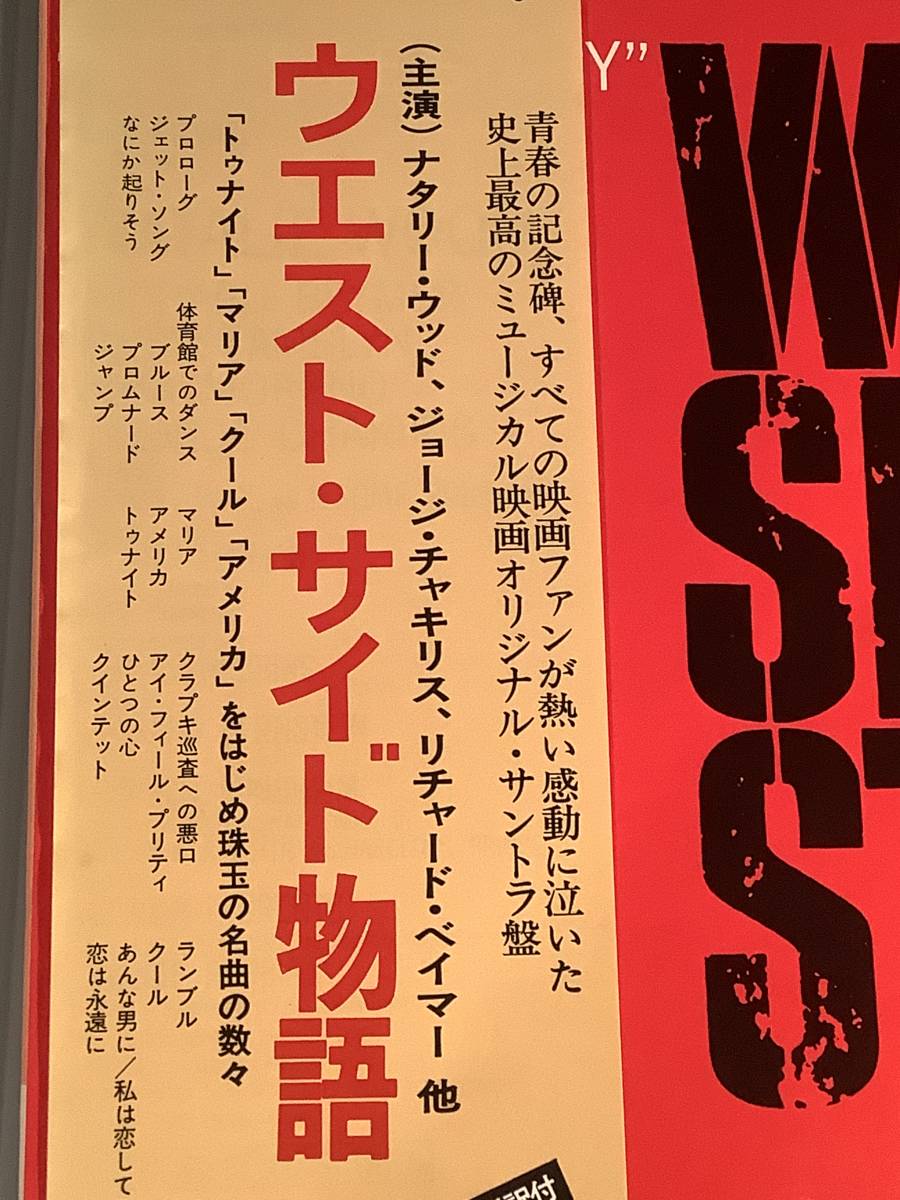 Y”
W
S
S
青春の記念碑、すべての映画ファンが熱い感動に泣いた
史上最高のミュージカル映画オリジナル・サントラ盤
（主演）ナタリー・ウッド、ジョージ・チャキリス、リチャード・ベイマー 他
ウエスト・サイド物語
「トゥナイト」「マリア」「クール」「アメリカ」をはじめ珠玉の名曲の数々
プロローグ
ジェット・ソング
なにか起りそう
体育館でのダンス
ブルース
プロムナード
ジャンプ
マリア
アメリカ
トゥナイト
クラプキ巡査への悪口
アイ・フィール・プリティ
ひとつの心
クインテット
ランブル
クール
あんな男に／私は恋して
恋は永遠に
訳付